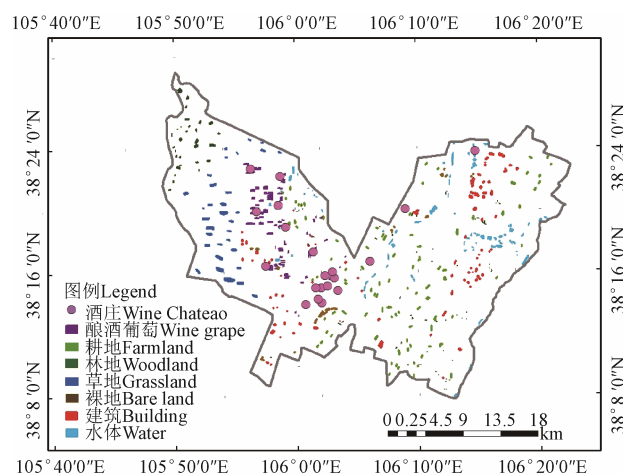 105°40′0″E 105°50′0″E 106°0′0″E 106°10′0″E 106°20′0″E
38°24′0″N
38°16′0″N
38°8′0″N
38°24′0″N
38°16′0″N
38°8′0″N
图例Legend
酒庄Wine Chateao
酿酒葡萄Wine grape
耕地Farmland
林地Woodland
草地Grassland
裸地Bare land
建筑Building
水体Water
0 0.25 4.5 9 13.5 18
km
105°40′0″E 105°50′0″E 106°0′0″E 106°10′0″E 106°20′0″E